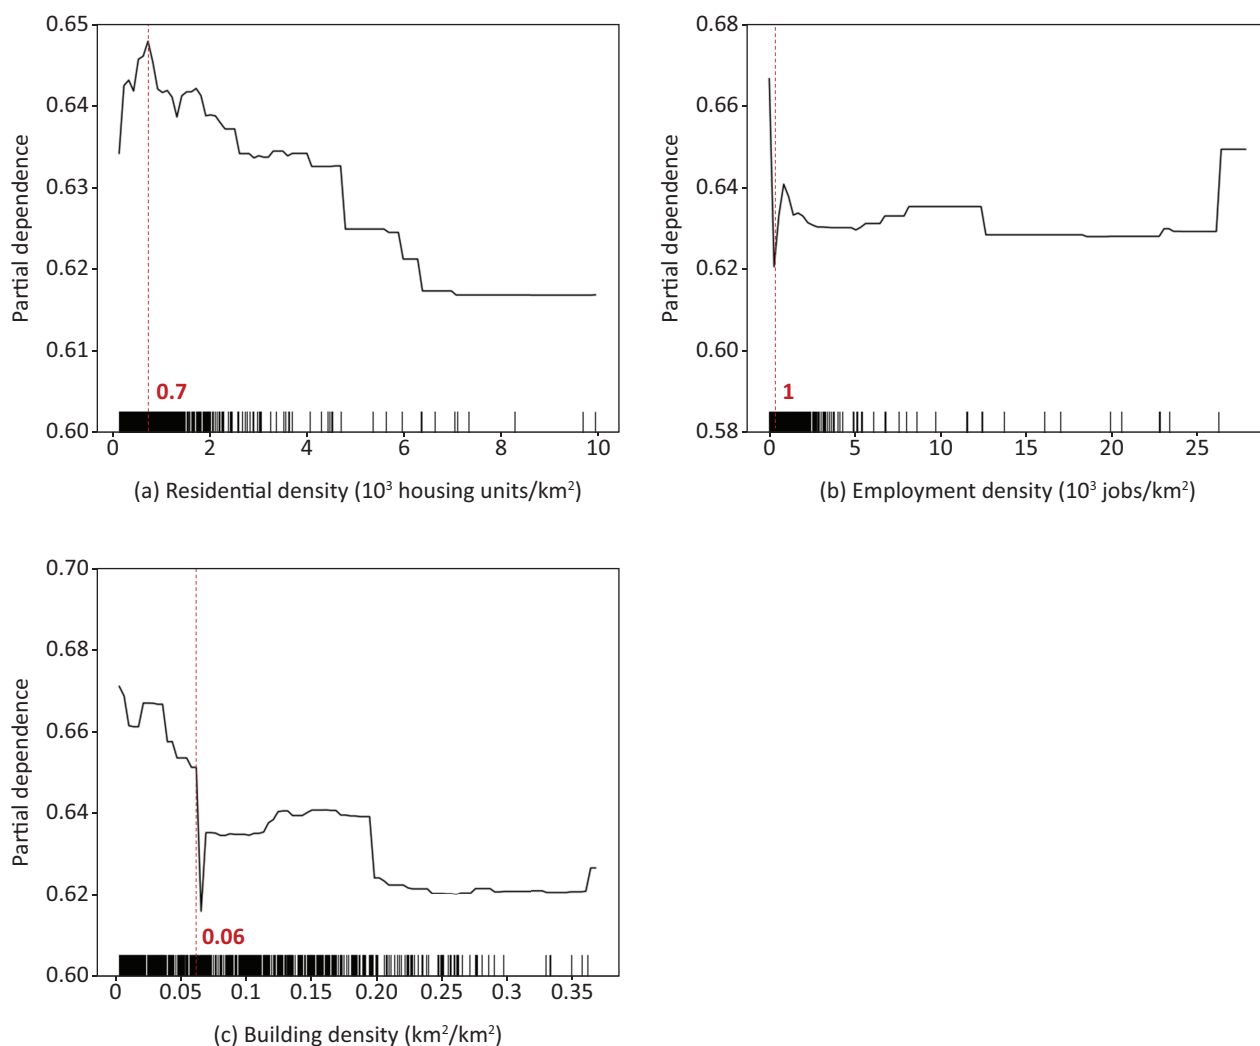 0.65
0.64
0.63
0.62
0.61
0.60
Partial dependence
0.7
0 2 4 6 8 10
(a) Residential density (10³ housing units/km²)
0.68
0.66
0.64
0.62
0.60
0.58
Partial dependence
1
0 5 10 15 20 25
(b) Employment density (10³ jobs/km²)
0.70
0.68
0.66
0.64
0.62
0.60
Partial dependence
0.06
0 0.05 0.1 0.15 0.20 0.25 0.3 0.35
(c) Building density (km²/km²)